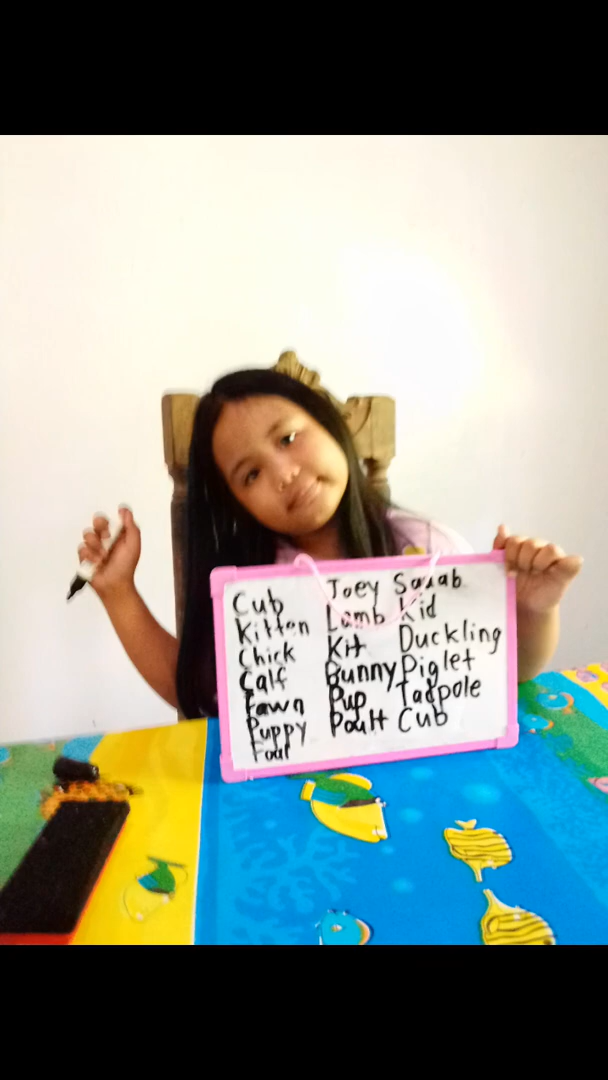 Cub
Kitten
Chick
Calf
Fawn
Puppy
Foal
Joey
Lamb
Kit
Bunny
Pup
Poult
Squab
Kid
Duckling
Piglet
Tadpole
Cub